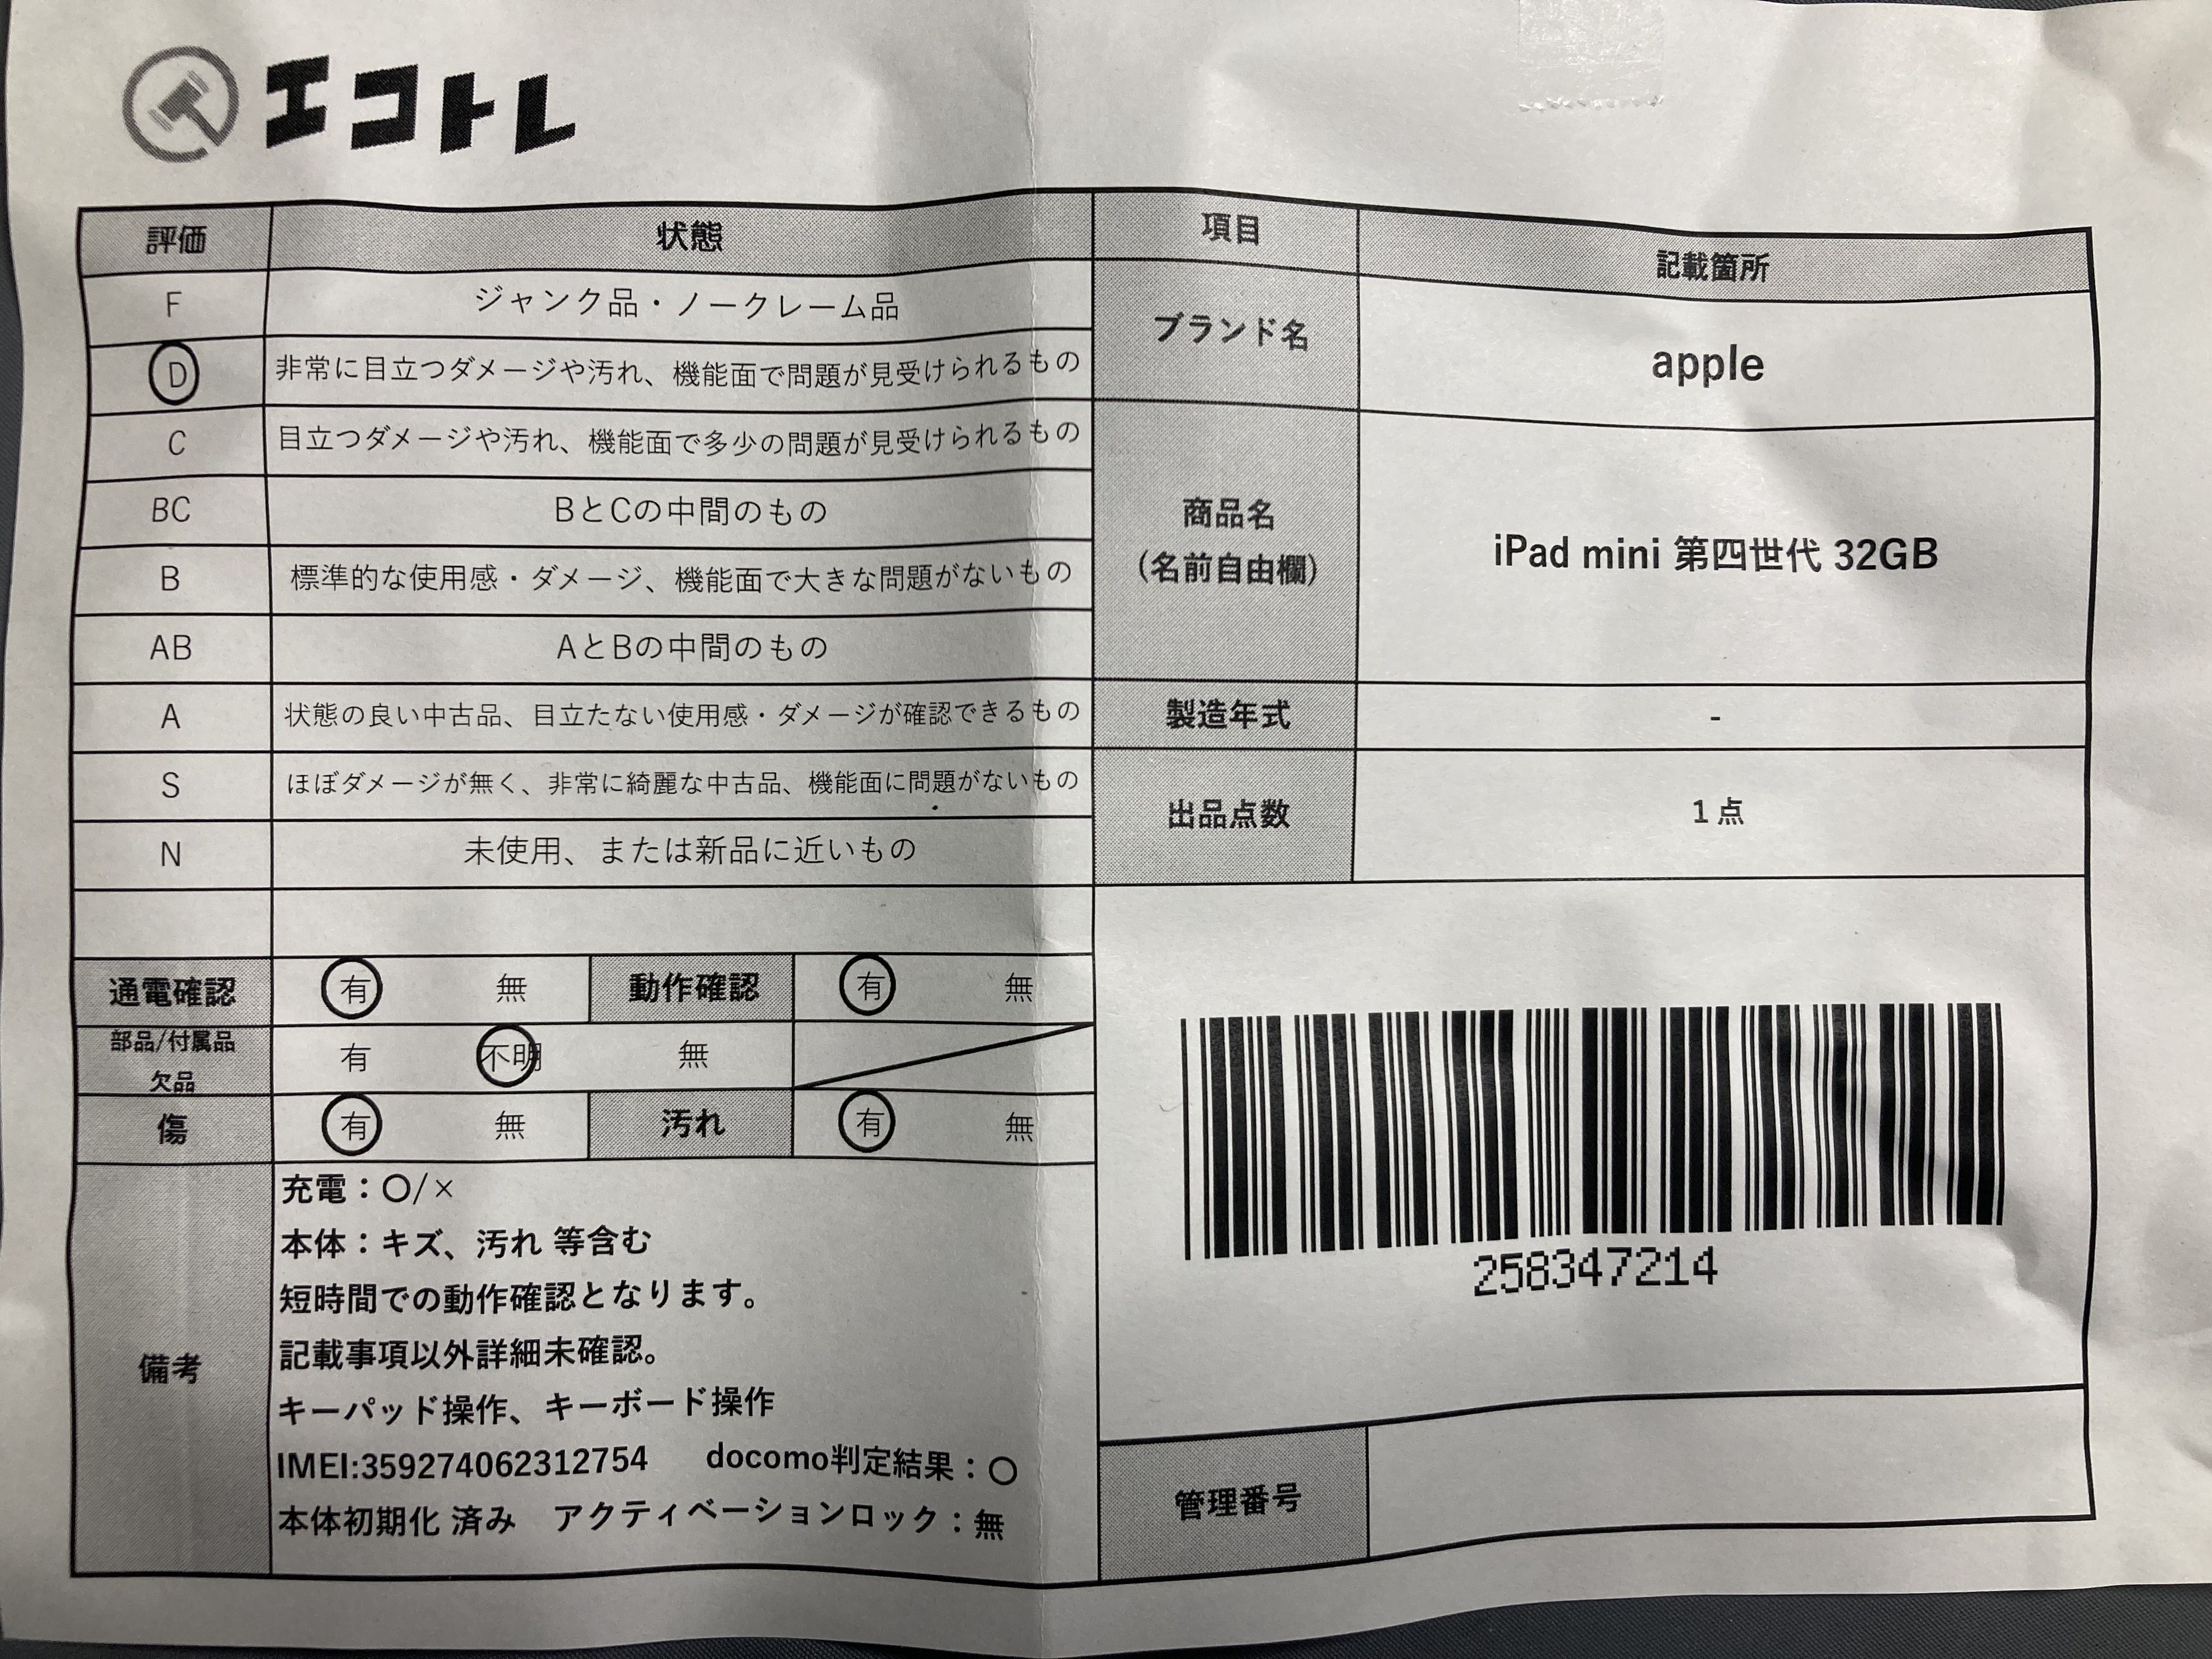 エコトレ
評価 状態
F ジャンク品・ノークレーム品
D 非常に目立つダメージや汚れ、機能面で問題が見受けられるもの
C 目立つダメージや汚れ、機能面で多少の問題が見受けられるもの
BC BとCの中間のもの
B 標準的な使用感・ダメージ、機能面で大きな問題がないもの
AB AとBの中間のもの
A 状態の良い中古品、目立たない使用感・ダメージが確認できるもの
S ほぼダメージが無く、非常に綺麗な中古品、機能面に問題がないもの
N 未使用、または新品に近いもの
通電確認 有 無 動作確認 有 無
部品/付属品
欠品
有 不明 無
傷 有 無 汚れ 有 無
備考
充電：〇/×
本体：キズ、汚れ 等含む
短時間での動作確認となります。
記載事項以外詳細未確認。
キーパッド操作、キーボード操作
IMEI:359274062312754 docomo判定結果：〇
本体初期化 済み アクティベーションロック：無
項目 記載箇所
ブランド名 apple
商品名
(名前自由欄)
iPad mini 第四世代 32GB
製造年式 -
出品点数 1 点
258347214
管理番号